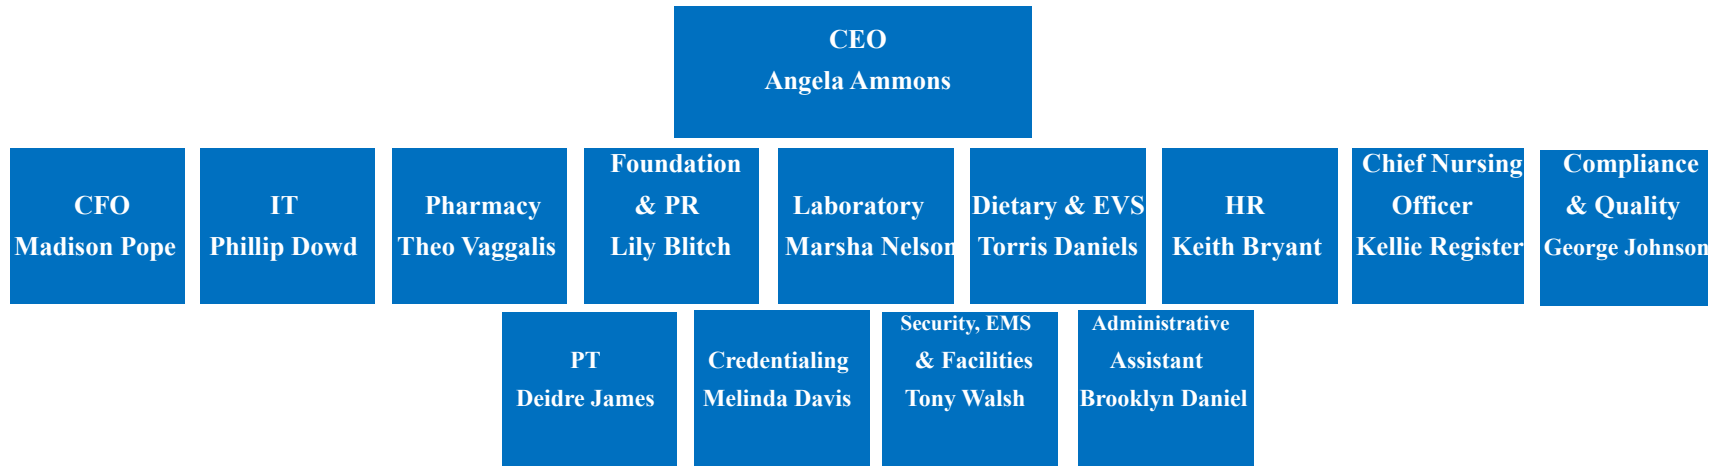 CEO
Angela Ammons
CFO
Madison Pope
IT
Phillip Dowd
Pharmacy
Theo Vaggalis
Foundation
& PR
Lily Blitch
Laboratory
Marsha Nelson
Dietary & EVS
Torris Daniels
HR
Keith Bryant
Chief Nursing
Officer
Kellie Register
Compliance
& Quality
George Johnson
PT
Deidre James
Credentialing
Melinda Davis
Security, EMS
& Facilities
Tony Walsh
Administrative
Assistant
Brooklyn Daniel